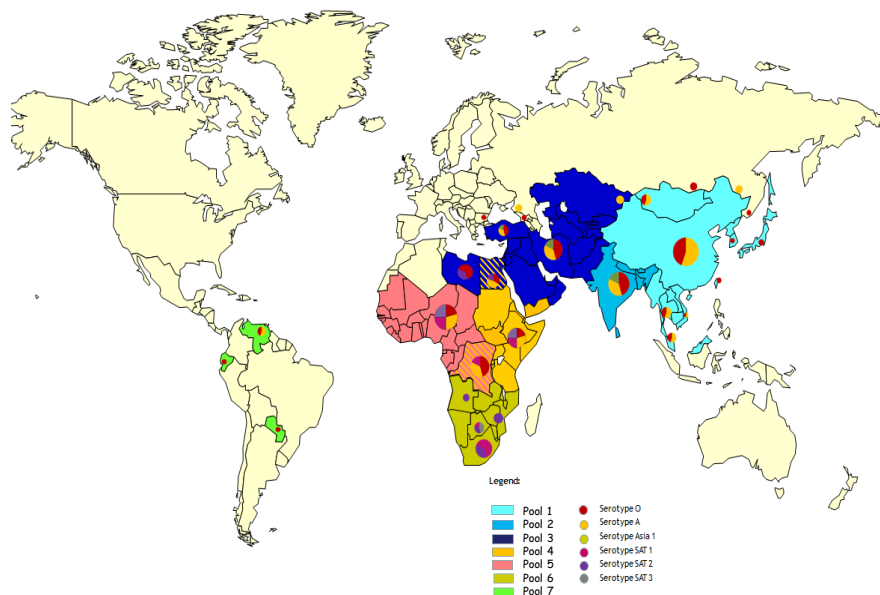 Legend:
Pool 1
Pool 2
Pool 3
Pool 4
Pool 5
Pool 6
Pool 7
Serotype O
Serotype A
Serotype Asia 1
Serotype SAT 1
Serotype SAT 2
Serotype SAT 3